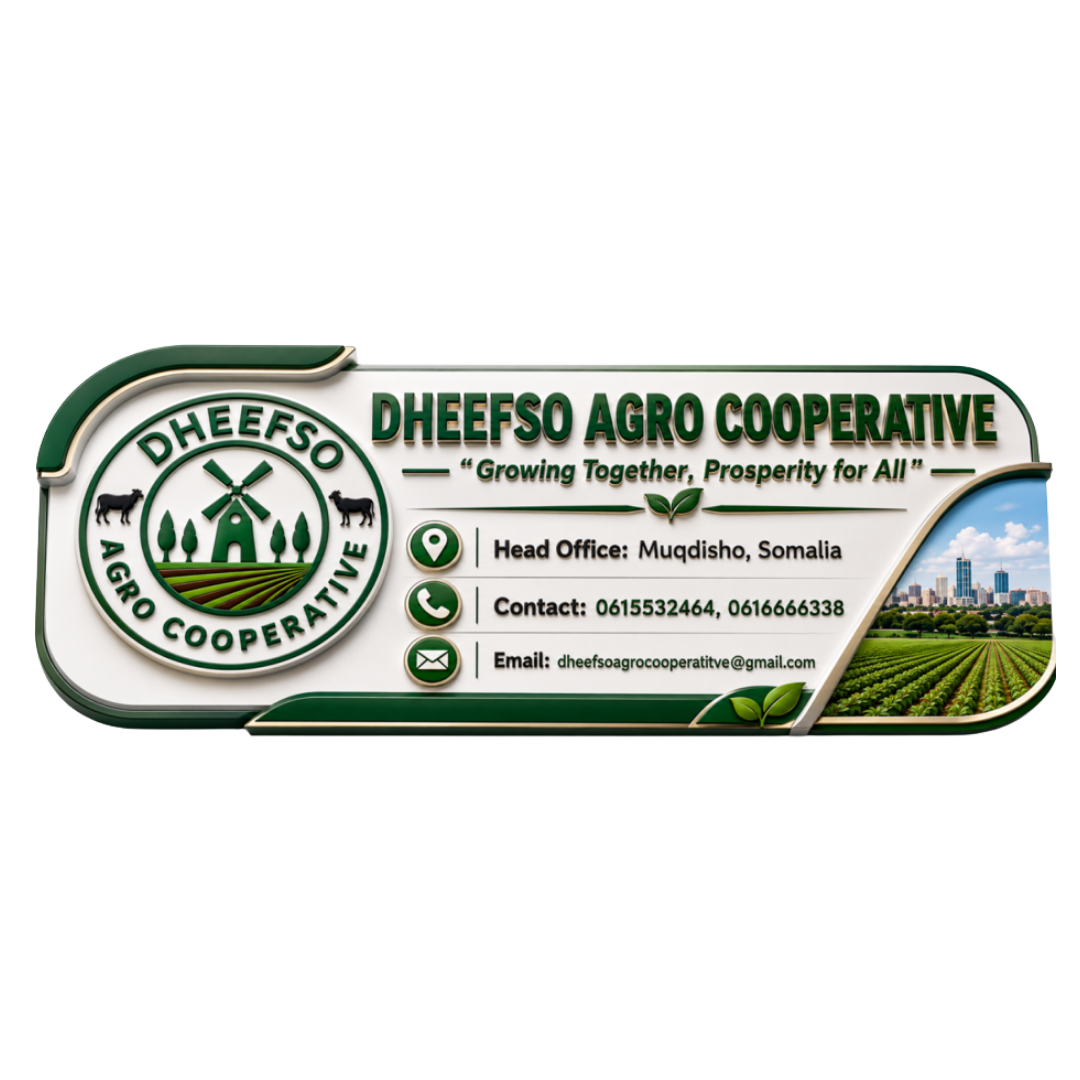 DHEEFSO
AGRO COOPERATIVE
DHEEFSO AGRO COOPERATIVE
“Growing Together, Prosperity for All”
Head Office: Muqdisho, Somalia
Contact: 0615532464, 0616666338
Email: dheefsoagrocooperatitve@gmail.com